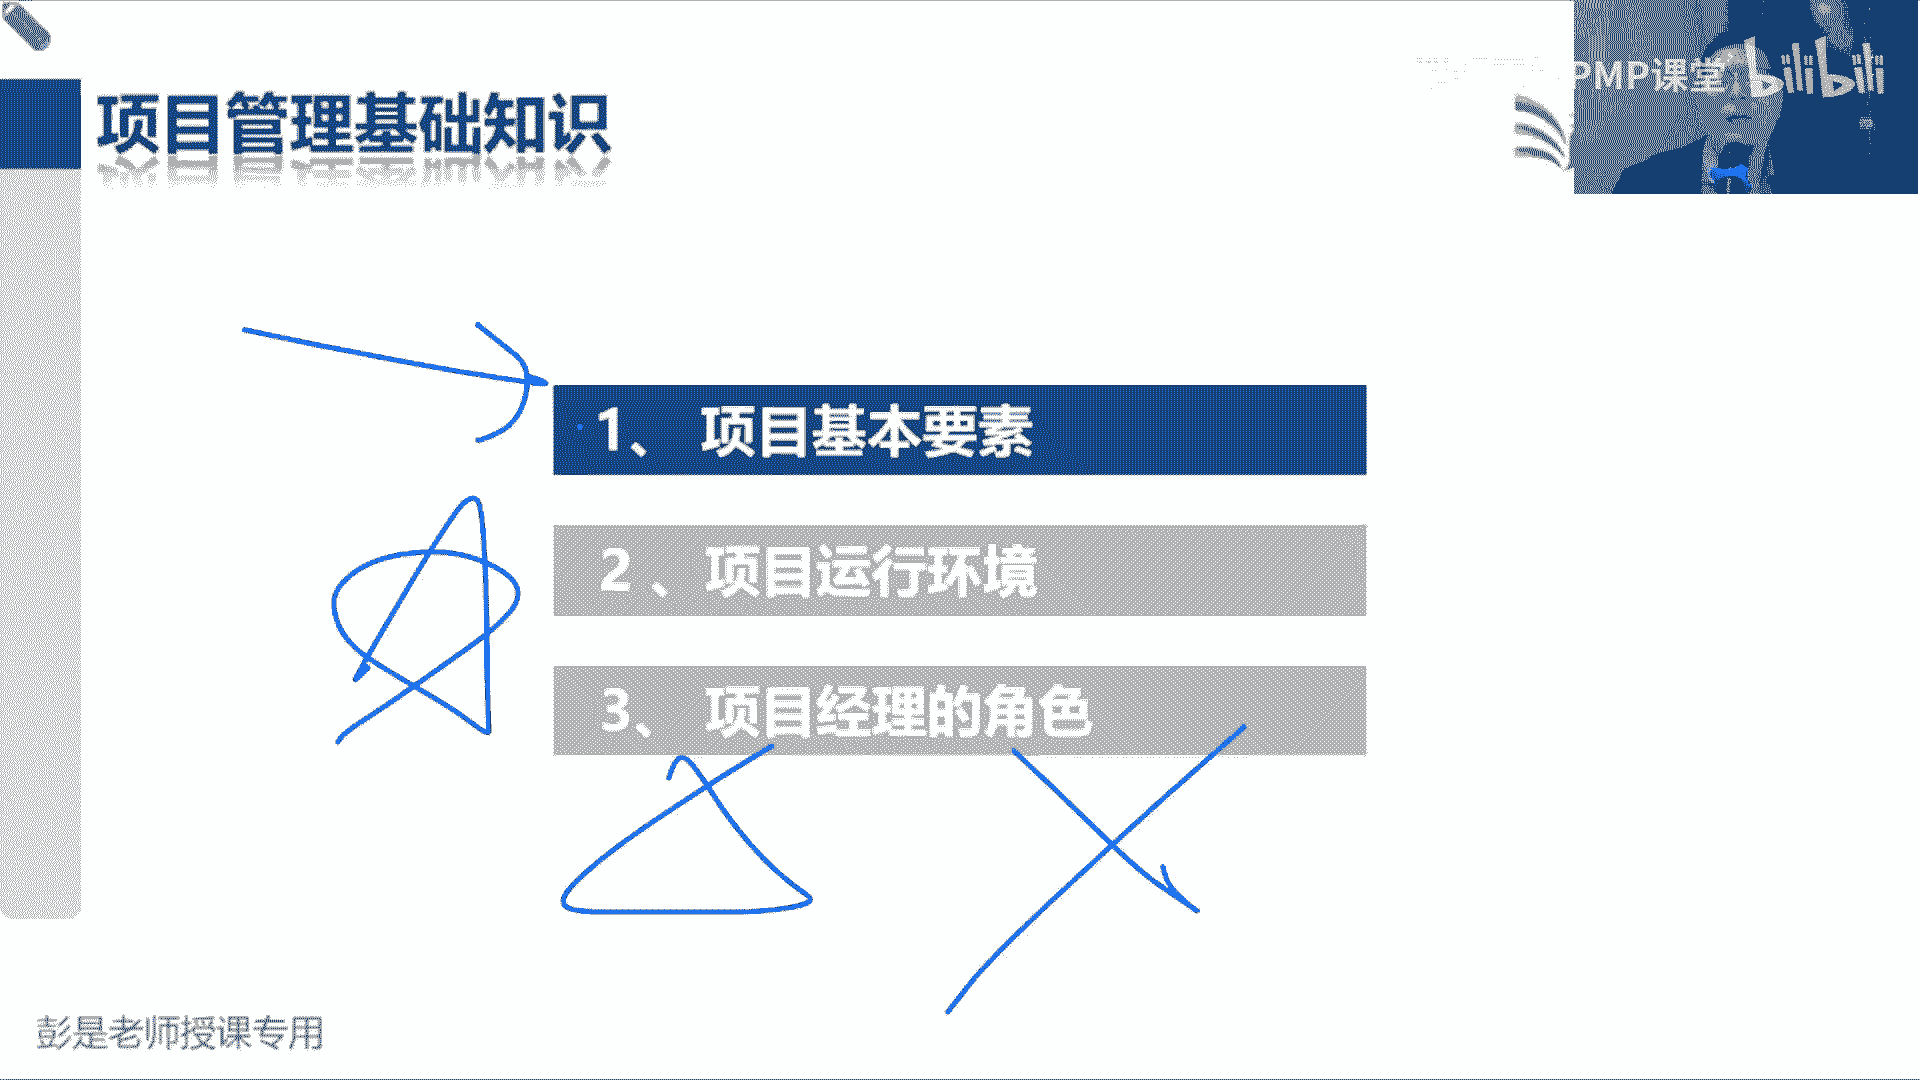 PMP课堂 bilibili
项目管理基础知识
1、 项目基本要素
2 、项目运行环境
3、 项目经理的角色
彭是老师授课专用